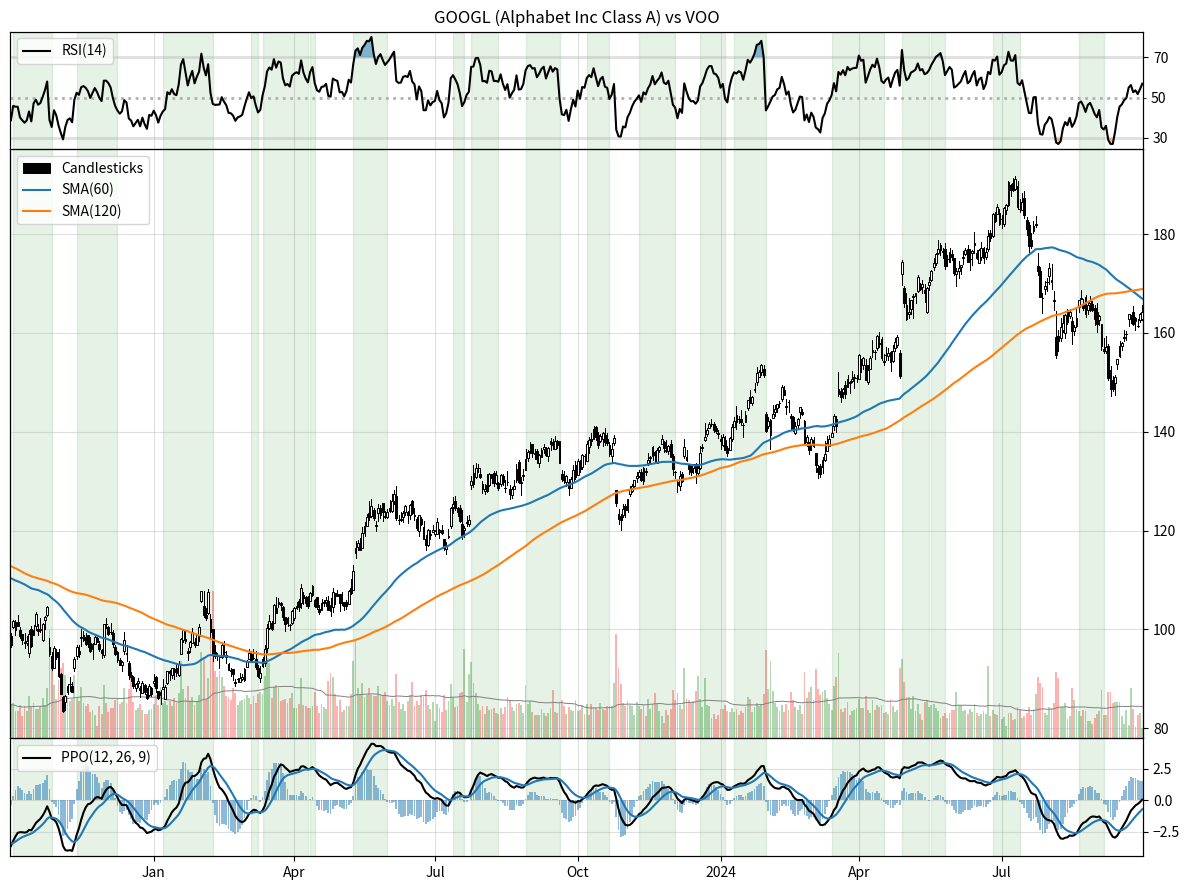 GOOGL (Alphabet Inc Class A) vs VOO
RSI(14)
70
50
30
Candlesticks
SMA(60)
SMA(120)
180
160
140
120
100
80
PPO(12, 26, 9)
2.5
0.0
−2.5
Jan Apr Jul Oct 2024 Apr Jul